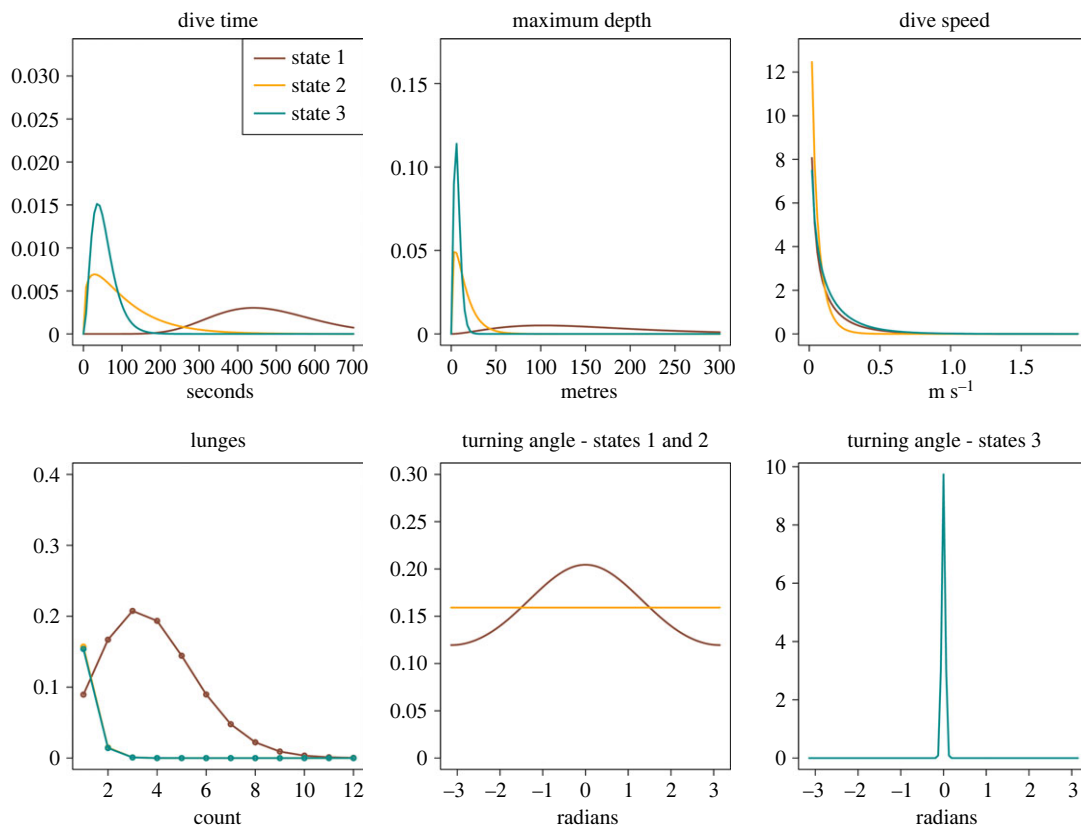 dive time
0.030
0.025
0.020
0.015
0.010
0.005
0
state 1
state 2
state 3
0 100 200 300 400 500 600 700
seconds
maximum depth
0.15
0.10
0.05
0
0 50 100 150 200 250 300
metres
dive speed
12
10
8
6
4
2
0
0 0.5 1.0 1.5
m s⁻¹
lunges
0.4
0.3
0.2
0.1
0
2 4 6 8 10 12
count
turning angle - states 1 and 2
0.30
0.25
0.20
0.15
0.10
0.05
0
–3 –2 –1 0 1 2 3
radians
turning angle - states 3
10
8
6
4
2
0
–3 –2 –1 0 1 2 3
radians